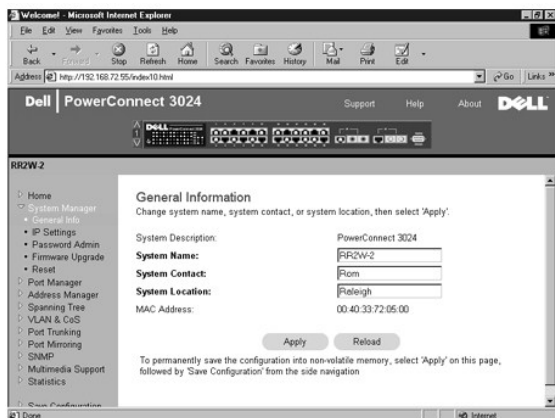 Welcome! - Microsoft Internet Explorer
File Edit View Favorites Tools Help
Back Forward Stop Refresh Home Search Favorites History Mail Print Edit
Address http://192.168.72.55/index10.html Go Links »
Dell PowerConnect 3024 Support Help About DELL
DELL
RR2W-2
Home
System Manager
General Info
IP Settings
Password Admin
Firmware Upgrade
Reset
Port Manager
Address Manager
Spanning Tree
VLAN & CoS
Port Trunking
Port Mirroring
SNMP
Multimedia Support
Statistics
Save Configuration
General Information
Change system name, system contact, or system location, then select 'Apply'.
System Description: PowerConnect 3024
System Name: RR2W-2
System Contact: Rom
System Location: Raleigh
MAC Address: 00:40:33:72:05:00
Apply Reload
To permanently save the configuration into non-volatile memory, select 'Apply' on this page,
followed by 'Save Configuration' from the side navigation
Done Internet